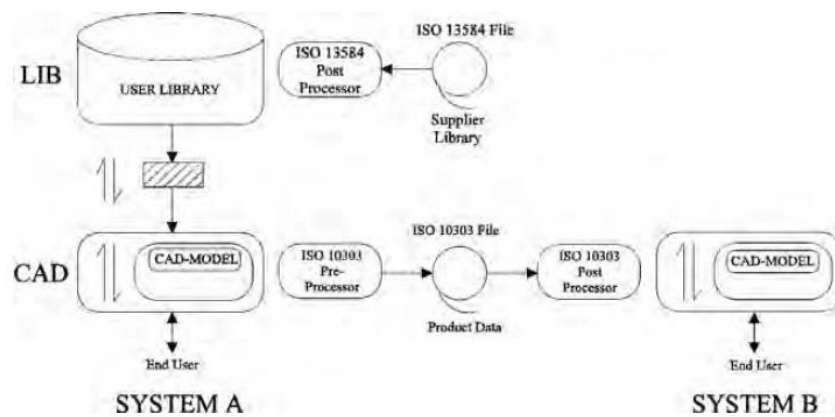 ISO 13584 File
ISO 13584
Post
Processor
LIB
USER LIBRARY
Supplier
Library
ISO 10303 File
CAD
CAD-MODEL
ISO 10303
Pre-
Processor
ISO 10303
Post
Processor
CAD-MODEL
Product Data
End User
End User
SYSTEM A
SYSTEM B